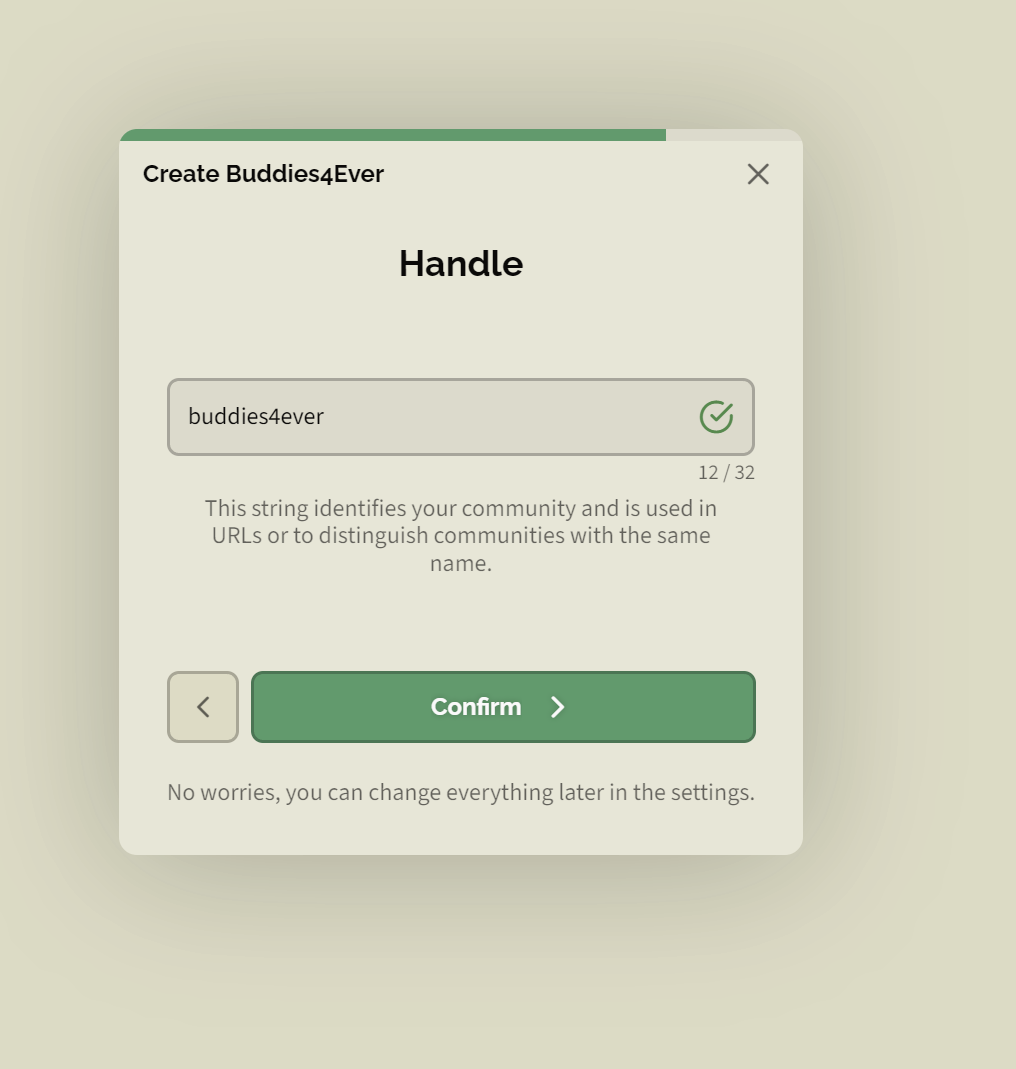 Create Buddies4Ever
Handle
buddies4ever
12 / 32
This string identifies your community and is used in
URLs or to distinguish communities with the same
name.
Confirm
No worries, you can change everything later in the settings.